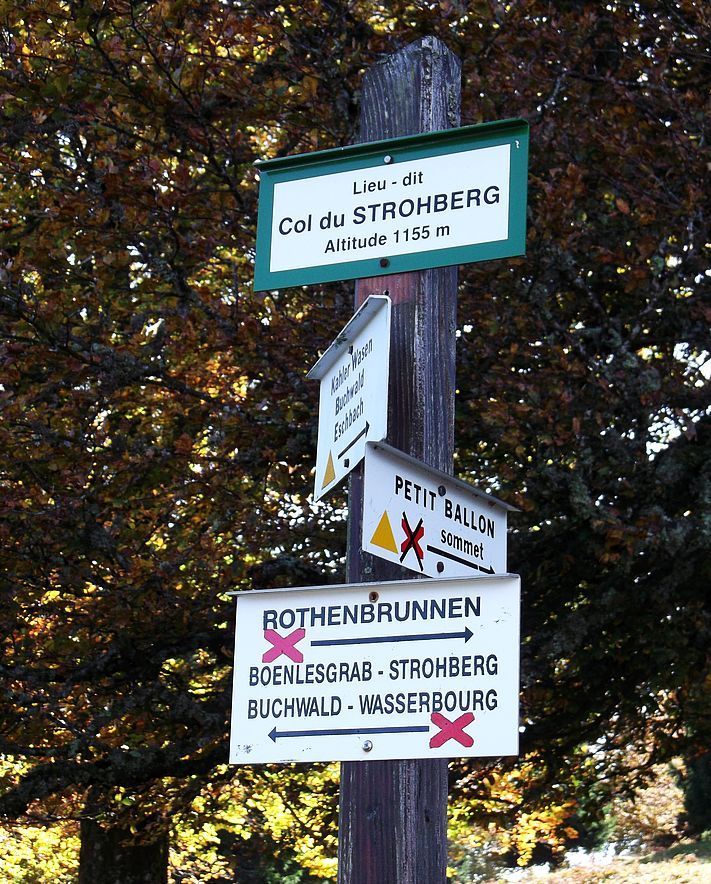 Lieu - dit
Col du STROHBERG
Altitude 1155 m
Kahler Wasen
Buchwald
Eschbach
PETIT BALLON
sommet
ROTHENBRUNNEN
BOENLESGRAB - STROHBERG
BUCHWALD - WASSERBOURG